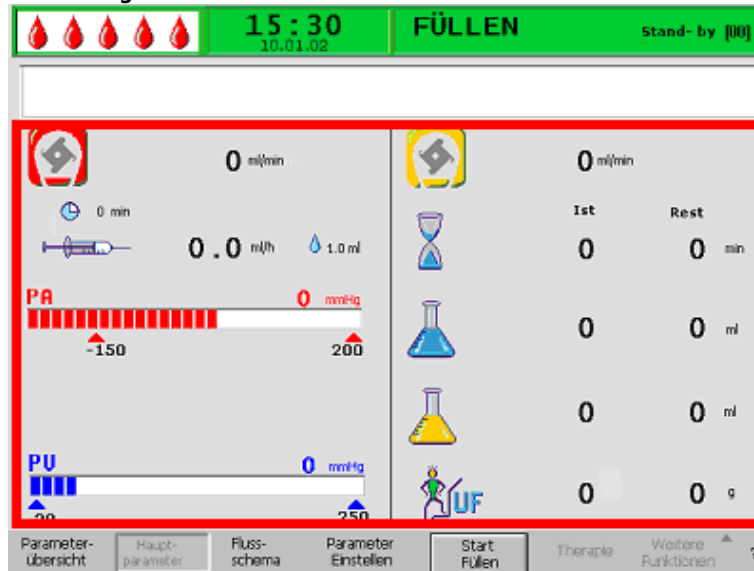 15:30 FÜLLEN Stand- by [00]
10.01.02
0 ml/min
0 min
0.0 ml/h 1.0 ml
PA 0 mmHg
-150 200
PV 0 mmHg
0 ml/min
Ist Rest
0 0 min
0 0 ml
0 0 ml
UF 0 0 g
Parameter-
übersicht
Haupt-
parameter
Fluss-
schema
Parameter
Einstellen
Start
Füllen
Therapie
Weitere
Funktionen